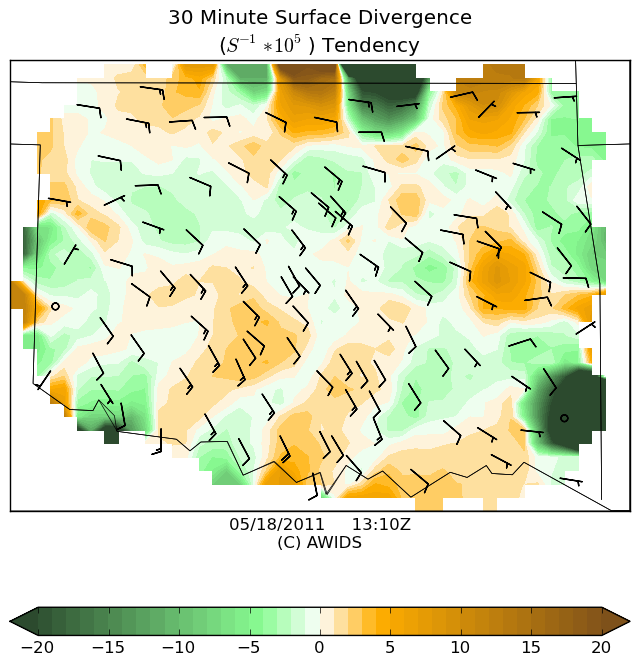 30 Minute Surface Divergence
(S⁻¹ * 10⁵ ) Tendency
05/18/2011 13:10Z
(C) AWIDS
−20 −15 −10 −5 0 5 10 15 20